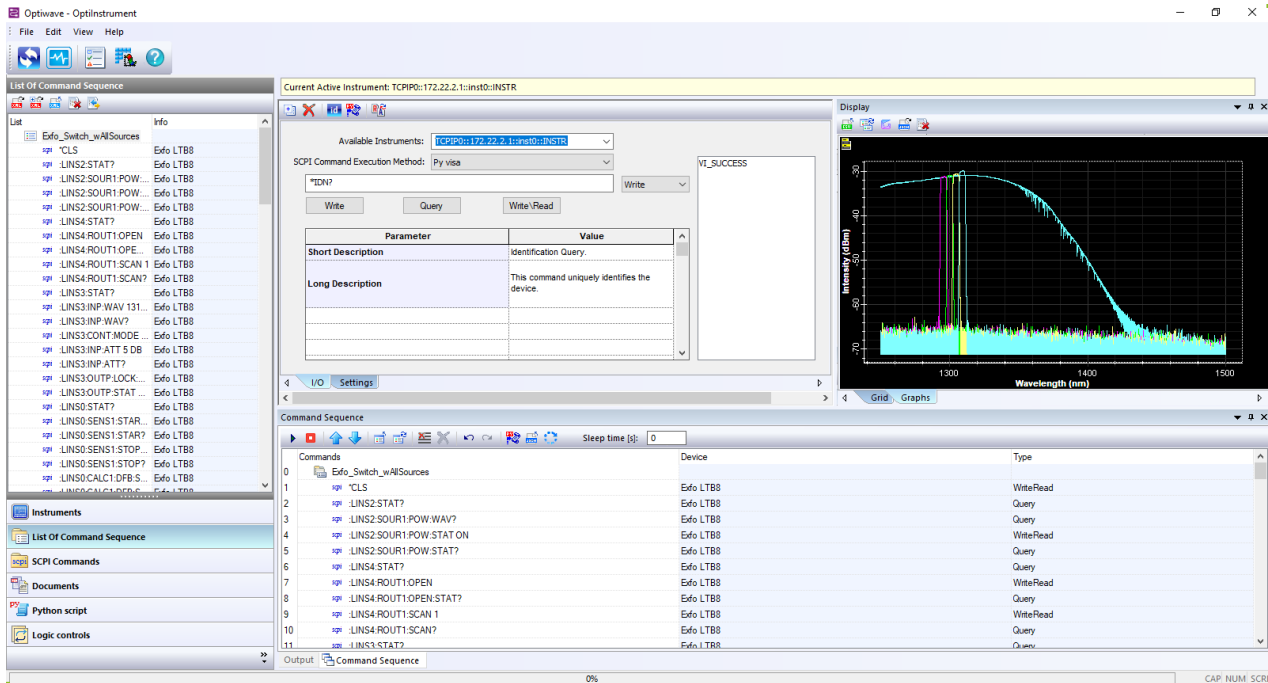 Optiwave - OptiInstrument
File Edit View Help
List Of Command Sequence
List Info
Exfo_Switch_wAllSources
*CLS Exfo LTB8
:LINS2:STAT? Exfo LTB8
:LINS2:SOUR1:POW:... Exfo LTB8
:LINS2:SOUR1:POW:... Exfo LTB8
:LINS2:SOUR1:POW:... Exfo LTB8
:LINS4:STAT? Exfo LTB8
:LINS4:ROUT1:OPEN Exfo LTB8
:LINS4:ROUT1:OPE... Exfo LTB8
:LINS4:ROUT1:SCAN 1 Exfo LTB8
:LINS4:ROUT1:SCAN? Exfo LTB8
:LINS3:STAT? Exfo LTB8
:LINS3:INP:WAV 131... Exfo LTB8
:LINS3:INP:WAV? Exfo LTB8
:LINS3:CONT:MODE ... Exfo LTB8
:LINS3:INP:ATT 5 DB Exfo LTB8
:LINS3:INP:ATT? Exfo LTB8
:LINS3:OUTP:LOCK:... Exfo LTB8
:LINS3:OUTP:STAT ... Exfo LTB8
:LINS0:STAT? Exfo LTB8
:LINS0:SENS1:STAR... Exfo LTB8
:LINS0:SENS1:STAR? Exfo LTB8
:LINS0:SENS1:STOP... Exfo LTB8
:LINS0:SENS1:STOP? Exfo LTB8
:LINS0:CALC1:DFB:S... Exfo LTB8
Instruments
List Of Command Sequence
SCPI Commands
Documents
Python script
Logic controls
Current Active Instrument: TCPIP0::172.22.2.1::inst0::INSTR
Available Instruments: TCPIP0::172.22.2.1::inst0::INSTR
SCPI Command Execution Method: Py visa
*IDN? Write
Write Query Write\Read
VI_SUCCESS
Parameter Value
Short Description Identification Query.
Long Description This command uniquely identifies the
device.
I/O Settings
Display
Intensity (dBm)
-30
-40
-50
-60
-70
1300 1400 1500
Wavelength (nm)
Grid Graphs
Command Sequence
Sleep time [s]: 0
Commands Device Type
0 Exfo_Switch_wAllSources
1 *CLS Exfo LTB8 WriteRead
2 :LINS2:STAT? Exfo LTB8 Query
3 :LINS2:SOUR1:POW:WAV? Exfo LTB8 Query
4 :LINS2:SOUR1:POW:STAT ON Exfo LTB8 WriteRead
5 :LINS2:SOUR1:POW:STAT? Exfo LTB8 Query
6 :LINS4:STAT? Exfo LTB8 Query
7 :LINS4:ROUT1:OPEN Exfo LTB8 WriteRead
8 :LINS4:ROUT1:OPEN:STAT? Exfo LTB8 Query
9 :LINS4:ROUT1:SCAN 1 Exfo LTB8 WriteRead
10 :LINS4:ROUT1:SCAN? Exfo LTB8 Query
11 :LINS3:STAT? Exfo LTB8 Query
Output Command Sequence
0% CAP NUM SCR